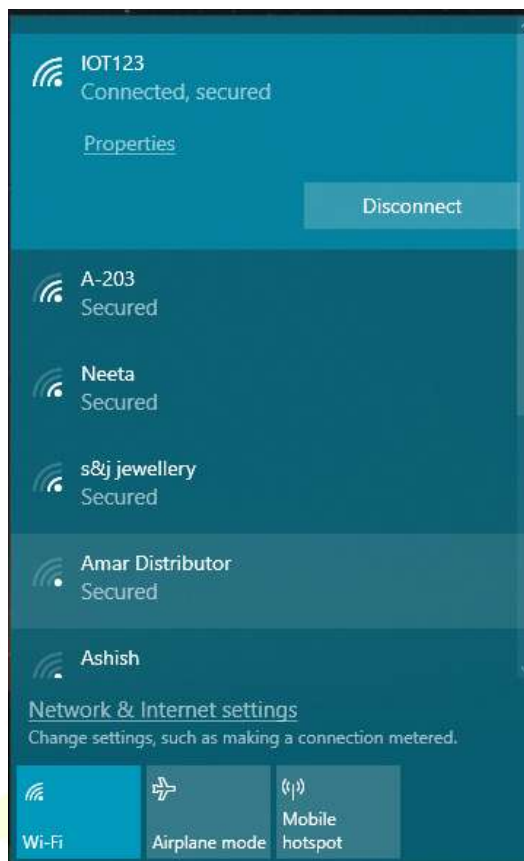 IOT123
Connected, secured
Properties
Disconnect
A-203
Secured
Neeta
Secured
s&j jewellery
Secured
Amar Distributor
Secured
Ashish
Network & Internet settings
Change settings, such as making a connection metered.
Wi-Fi
Airplane mode
Mobile
hotspot